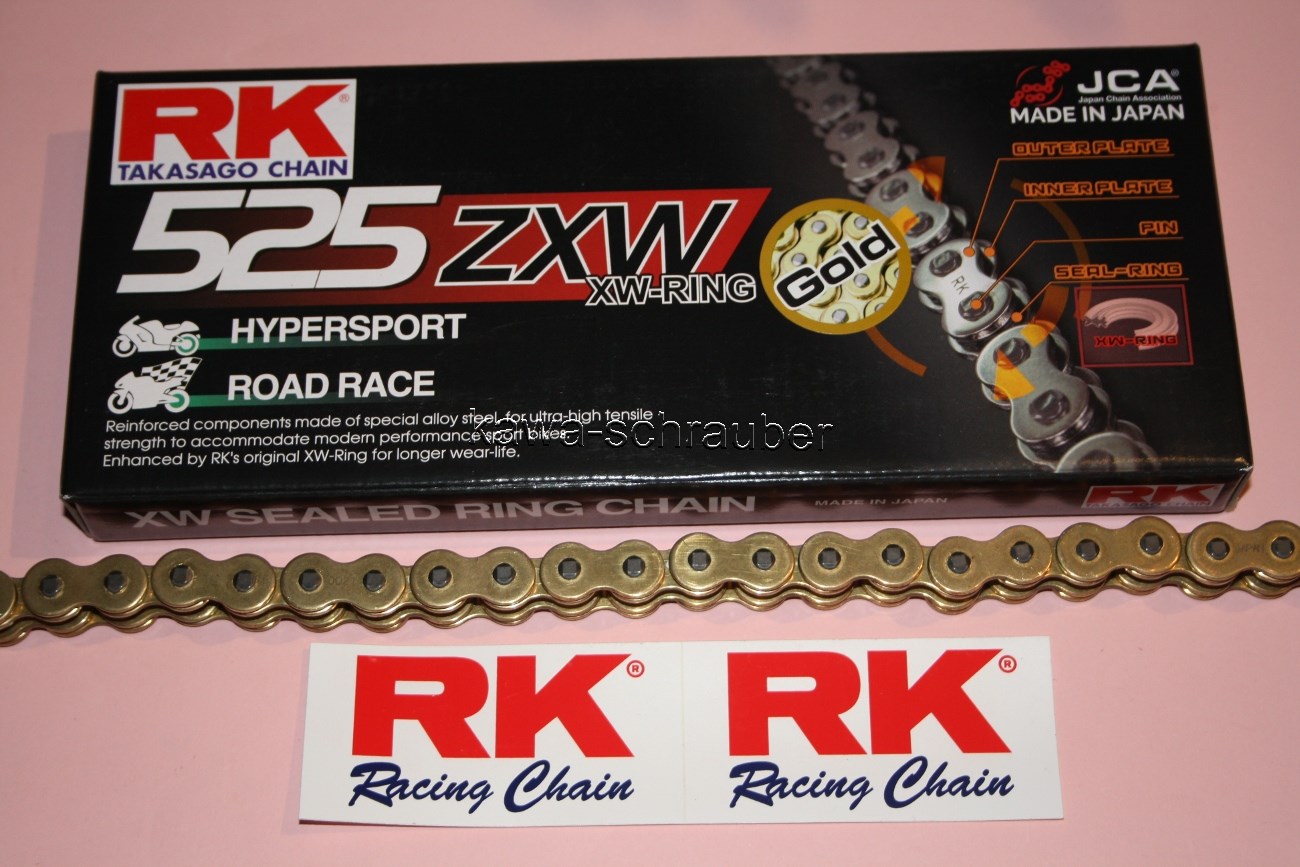 RK®
TAKASAGO CHAIN
JCA®
Japan Chain Association
MADE IN JAPAN
525 ZXW
XW-RING
Gold
OUTER PLATE
INNER PLATE
PIN
SEAL-RING
XW-RING
RK
HYPERSPORT
ROAD RACE
Reinforced components made of special alloy steel, for ultra-high tensile
strength to accommodate modern performance sport bikes.
Enhanced by RK's original XW-Ring for longer wear-life.
kawa-schrauber
XW SEALED RING CHAIN
MADE IN JAPAN
RK
TAKASAGO CHAIN
RK®
Racing Chain
RK®
Racing Chain